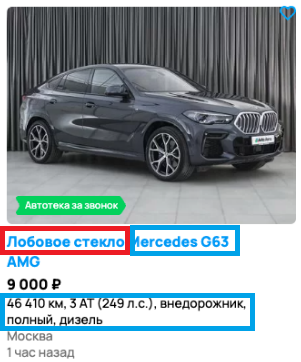 Автотека за звонок
Лобовое стекло Mercedes G63
AMG
9 000 ₽
46 410 км, 3 AT (249 л.с.), внедорожник,
полный, дизель
Москва
1 час назад